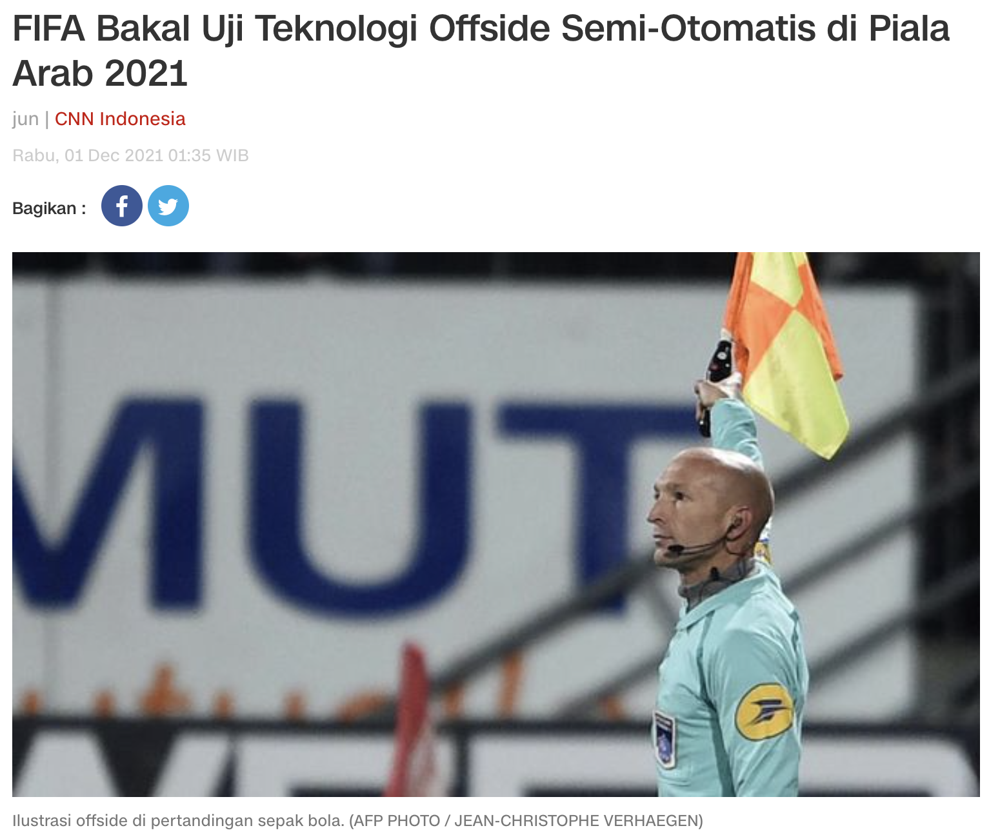 FIFA Bakal Uji Teknologi Offside Semi-Otomatis di Piala
Arab 2021
jun | CNN Indonesia
Rabu, 01 Dec 2021 01:35 WIB
Bagikan :
MUT
Ilustrasi offside di pertandingan sepak bola. (AFP PHOTO / JEAN-CHRISTOPHE VERHAEGEN)